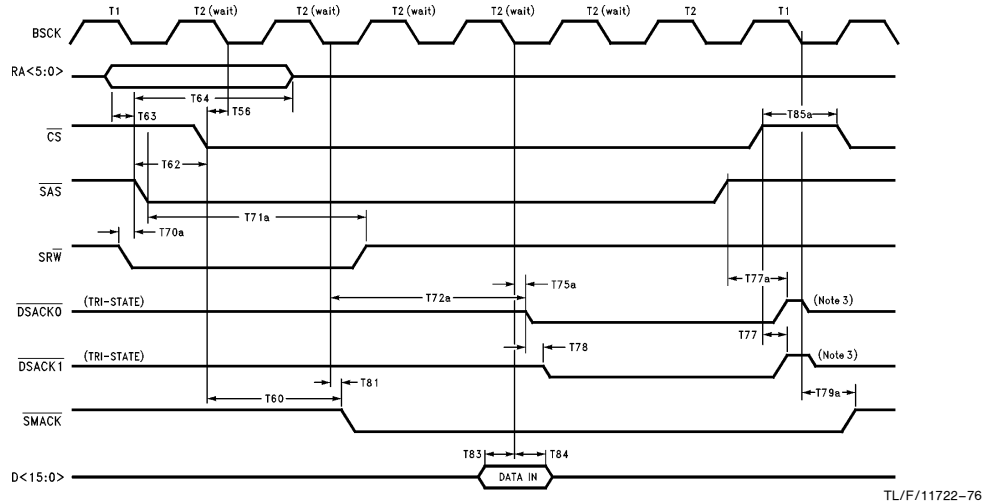 T1 T2 (wait) T2 (wait) T2 (wait) T2 (wait) T2 (wait) T2 T1
BSCK
RA<5:0>
T64
T63 T56
T85a
CS
T62
SAS
T71a
T70a
SRW
T77a
T75a
T72a
(TRI-STATE) (Note 3)
DSACK0
T77
T78
(TRI-STATE) (Note 3)
DSACK1
T81
T60 T79a
SMACK
T83 T84
D<15:0> DATA IN
TL/F/11722–76